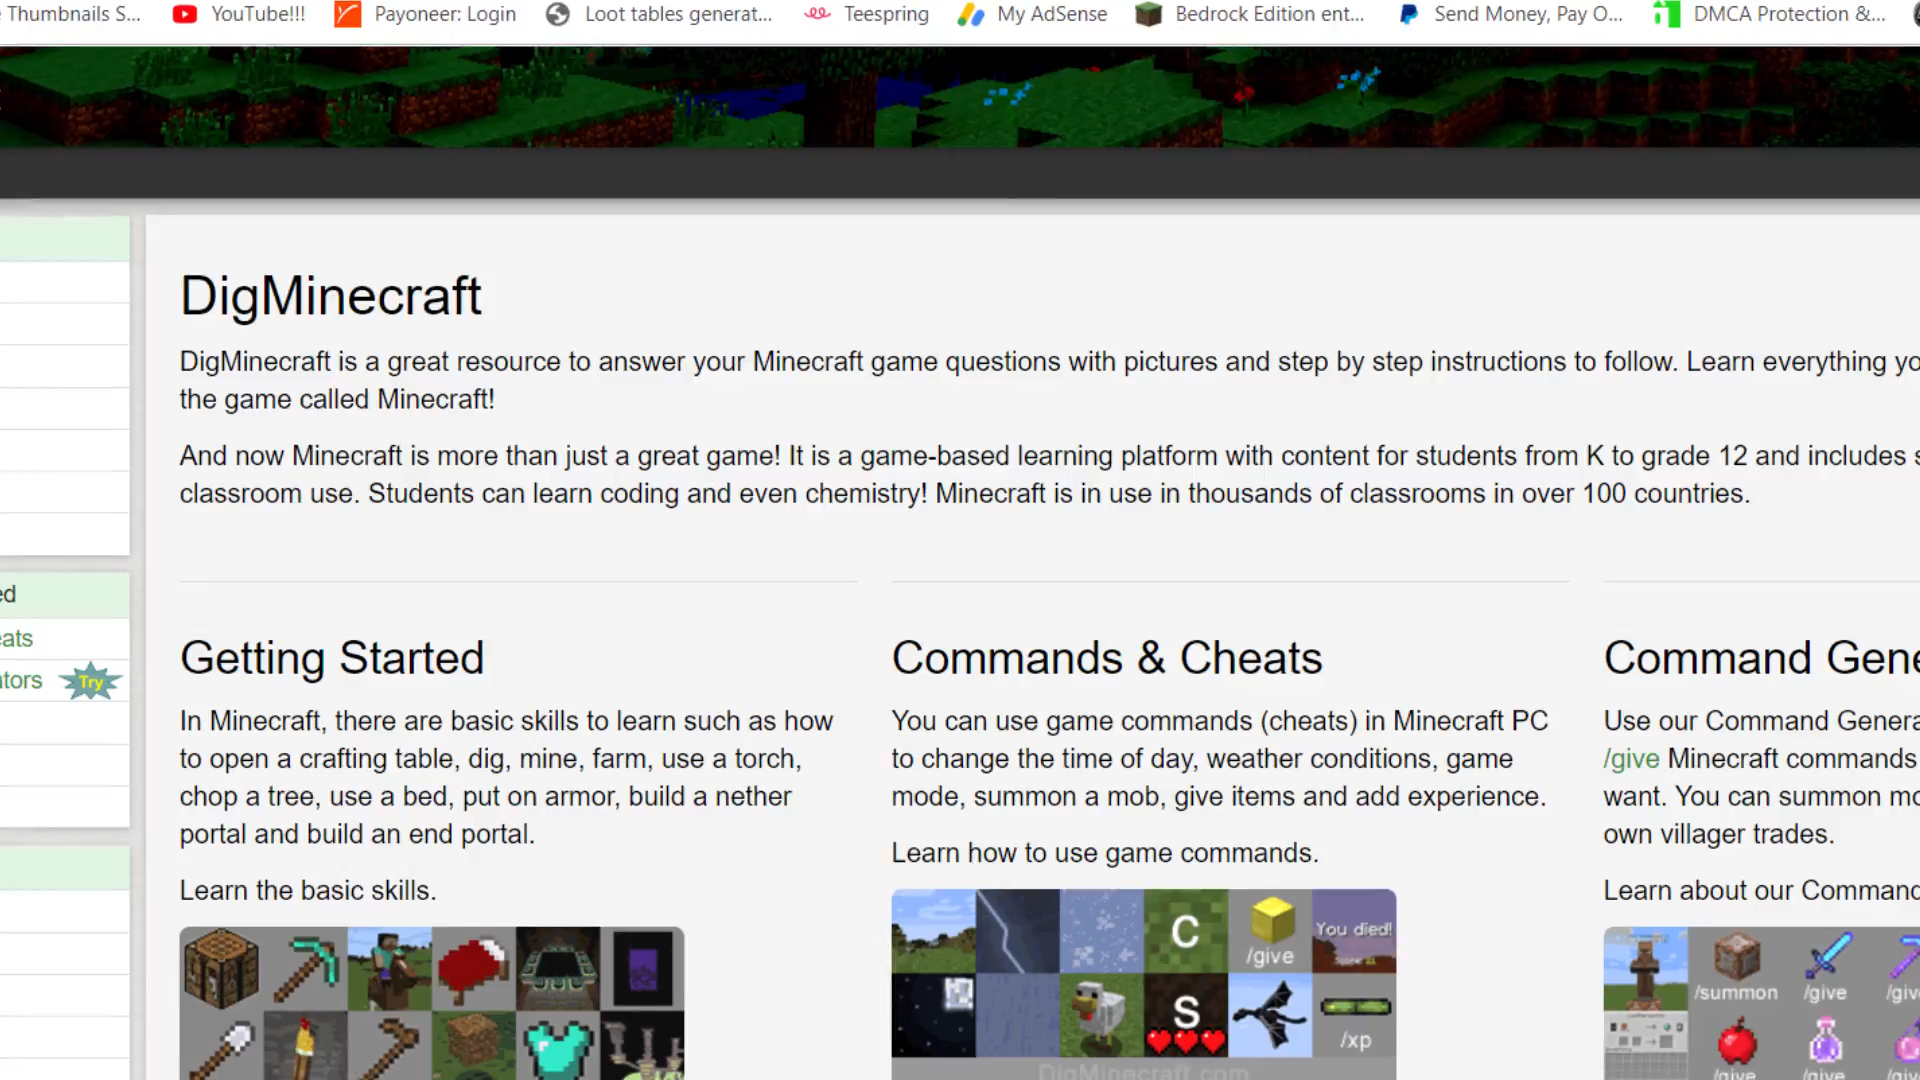 Thumbnails S... YouTube!!! Payoneer: Login Loot tables generat... Teespring My AdSense Bedrock Edition ent... Send Money, Pay O... DMCA Protection &...
DigMinecraft
DigMinecraft is a great resource to answer your Minecraft game questions with pictures and step by step instructions to follow. Learn everything yo
the game called Minecraft!
And now Minecraft is more than just a great game! It is a game-based learning platform with content for students from K to grade 12 and includes s
classroom use. Students can learn coding and even chemistry! Minecraft is in use in thousands of classrooms in over 100 countries.
ed
eats
ators Try
Getting Started
In Minecraft, there are basic skills to learn such as how
to open a crafting table, dig, mine, farm, use a torch,
chop a tree, use a bed, put on armor, build a nether
portal and build an end portal.
Learn the basic skills.
Commands & Cheats
You can use game commands (cheats) in Minecraft PC
to change the time of day, weather conditions, game
mode, summon a mob, give items and add experience.
Learn how to use game commands.
C
/give
You died!
S
/xp
DigMinecraft.com
Command Gene
Use our Command Genera
/give Minecraft commands
want. You can summon mo
own villager trades.
Learn about our Command
/summon /give /giv
/give /give /give